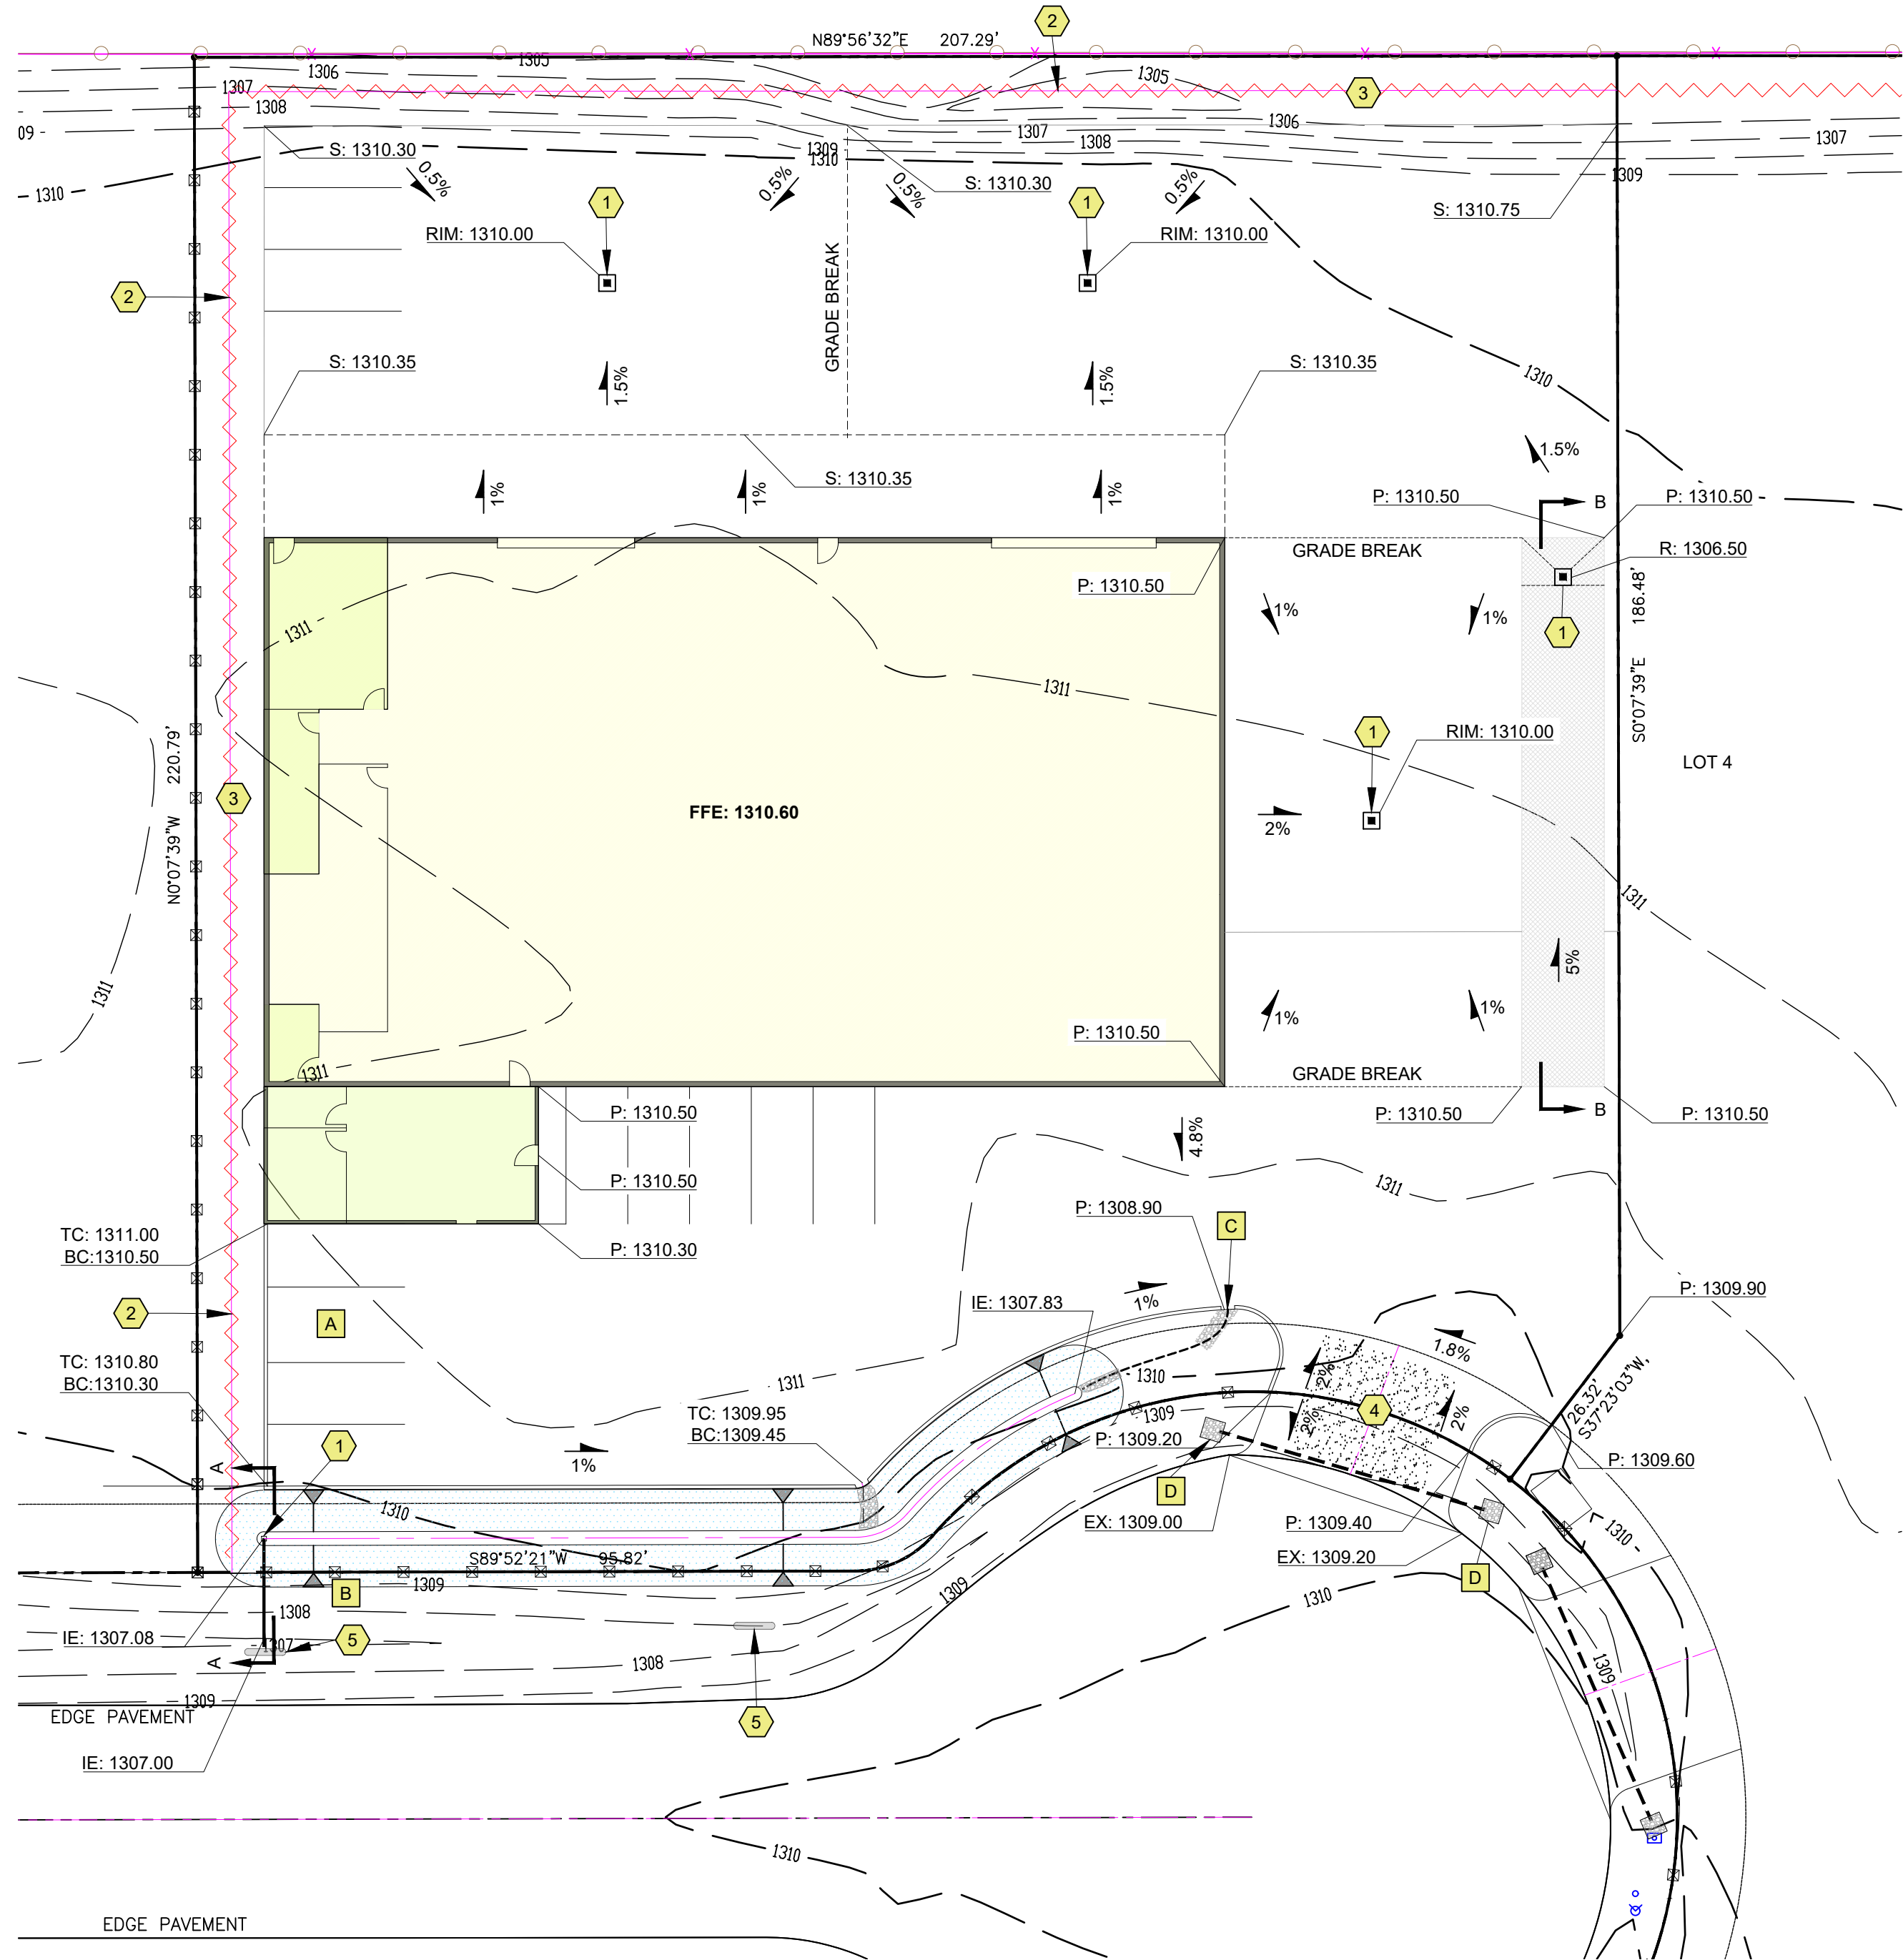 2
N89°56'32"E 207.29'
1305
1306
1305
1307
3
1308
1306
09
1307
1307
1309
1308
1310
S: 1310.30
1309
1310
0.5%
0.5%
0.5%
0.5%
S: 1310.30
S: 1310.75
1
1
RIM: 1310.00
RIM: 1310.00
GRADE BREAK
2
S: 1310.35
S: 1310.35
1310
1.5%
1.5%
1.5%
S: 1310.35
1%
1%
1%
P: 1310.50
P: 1310.50
B
GRADE BREAK
R: 1306.50
P: 1310.50
S0°07'39"E 186.48'
1%
1%
1
1311
1311
N0°07'39"W 220.79'
1
RIM: 1310.00
LOT 4
3
FFE: 1310.60
2%
1311
1311
5%
1%
1%
P: 1310.50
1311
GRADE BREAK
P: 1310.50
P: 1310.50
P: 1310.50
B
4.8%
P: 1310.50
1311
P: 1308.90
C
TC: 1311.00
BC:1310.50
P: 1310.30
P: 1309.90
2
A
1%
IE: 1307.83
1.8%
TC: 1310.80
BC:1310.30
1311
1310
2%
26.32'
S37°23'03"W,
TC: 1309.95
BC:1309.45
1309
4
2%
2%
1
P: 1309.20
P: 1309.60
A
1%
D
1310
EX: 1309.00
P: 1309.40
1310
S89°52'21"W 95.82'
EX: 1309.20
B
1309
1309
D
1308
1310
IE: 1307.08
5
1307
A
1308
1309
1309
EDGE PAVEMENT
5
IE: 1307.00
1310
EDGE PAVEMENT